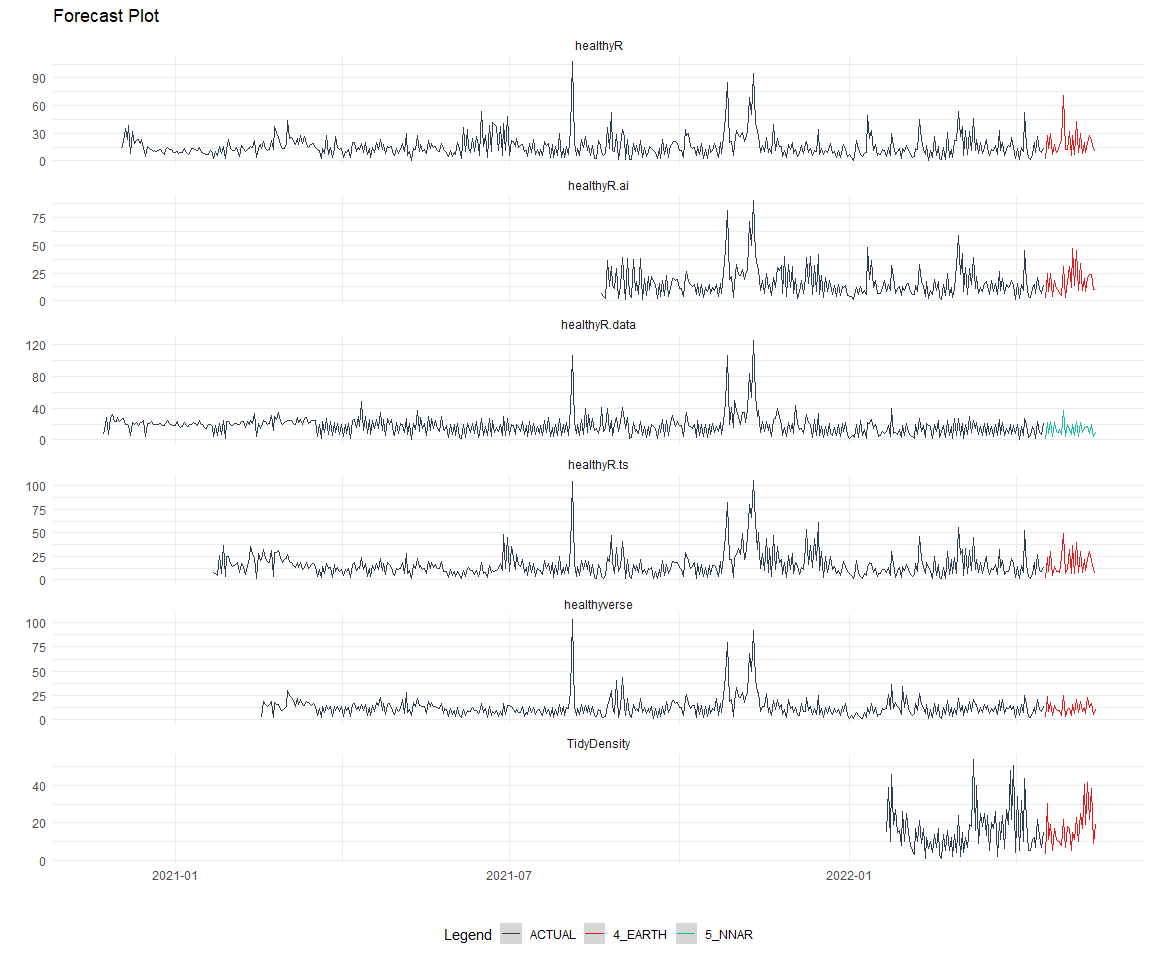 Forecast Plot
healthyR
90
60
30
0
healthyR.ai
75
50
25
0
healthyR.data
120
80
40
0
healthyR.ts
100
75
50
25
0
healthyverse
100
75
50
25
0
TidyDensity
40
20
0
2021-01 2021-07 2022-01
Legend ACTUAL 4_EARTH 5_NNAR